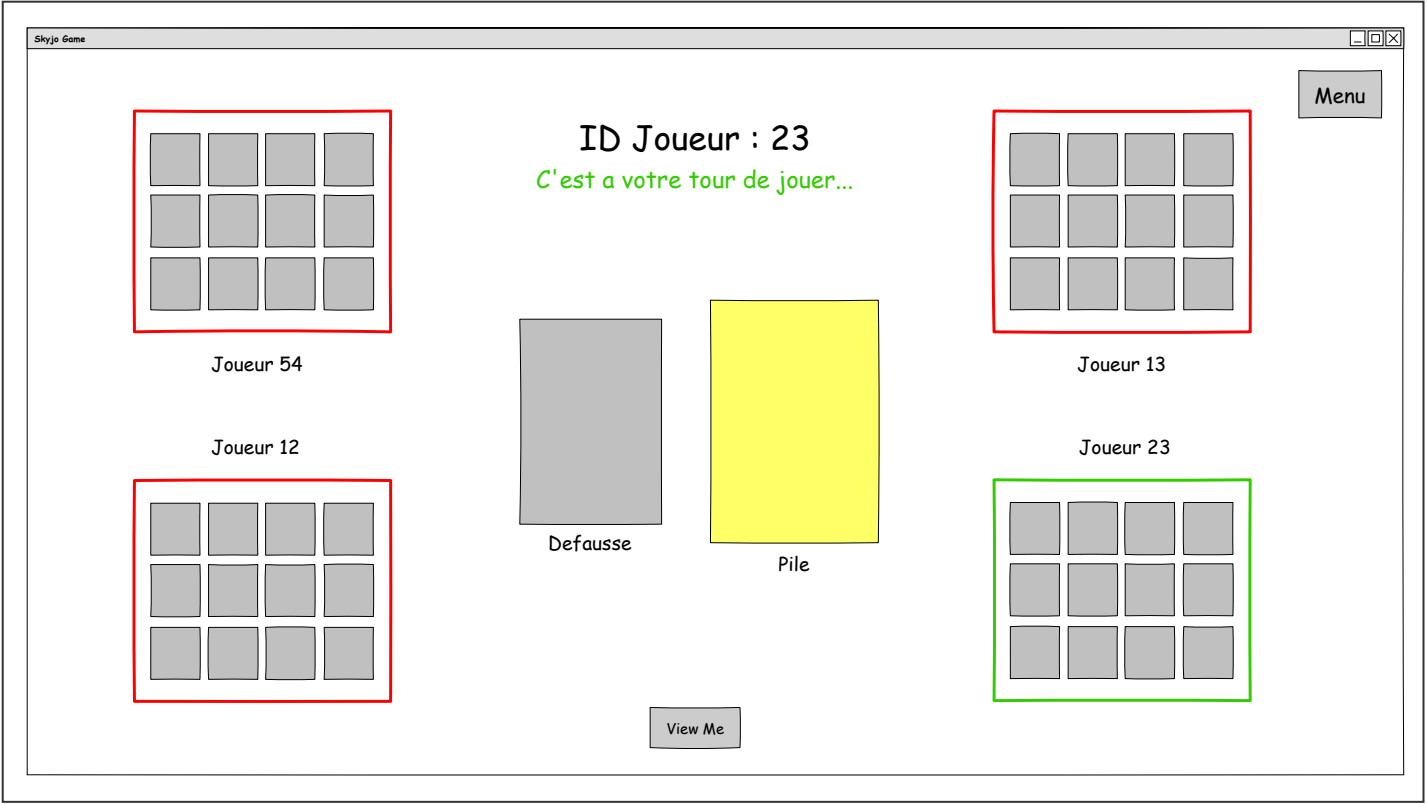 Skyjo Game
Menu
ID Joueur : 23
C'est a votre tour de jouer...
Joueur 54
Joueur 13
Joueur 12
Joueur 23
Defausse
Pile
View Me